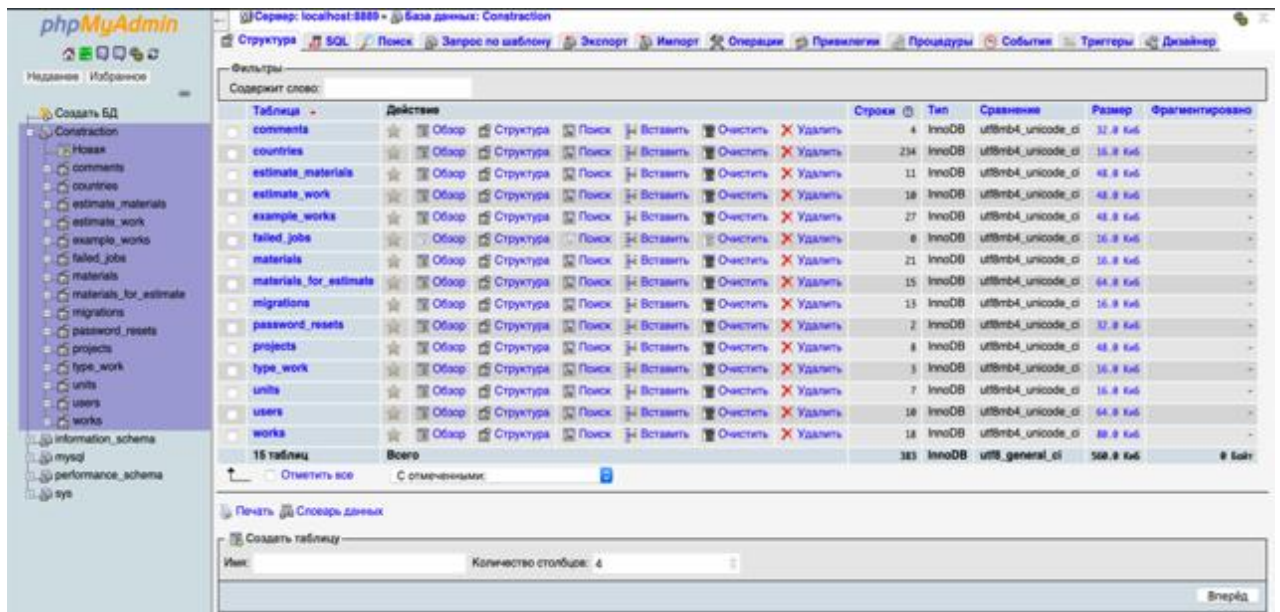 phpMyAdmin
Недавнее Избранное
Создать БД
Constraction
Новая
comments
countries
estimate_materials
estimate_work
example_works
failed_jobs
materials
materials_for_estimate
migrations
password_resets
projects
type_work
units
users
works
information_schema
mysql
performance_schema
sys
Сервер: localhost:8889 » База данных: Constraction
Структура SQL Поиск Запрос по шаблону Экспорт Импорт Операции Привилегии Процедуры События Триггеры Дизайнер
Фильтры
Содержит слово:
Таблица Действие Строки Тип Сравнение Размер Фрагментировано
comments Обзор Структура Поиск Вставить Очистить Удалить 4 InnoDB utf8mb4_unicode_ci 32.0 КиБ -
countries Обзор Структура Поиск Вставить Очистить Удалить 234 InnoDB utf8mb4_unicode_ci 16.0 КиБ -
estimate_materials Обзор Структура Поиск Вставить Очистить Удалить 11 InnoDB utf8mb4_unicode_ci 48.0 КиБ -
estimate_work Обзор Структура Поиск Вставить Очистить Удалить 10 InnoDB utf8mb4_unicode_ci 48.0 КиБ -
example_works Обзор Структура Поиск Вставить Очистить Удалить 27 InnoDB utf8mb4_unicode_ci 48.0 КиБ -
failed_jobs Обзор Структура Поиск Вставить Очистить Удалить 0 InnoDB utf8mb4_unicode_ci 16.0 КиБ -
materials Обзор Структура Поиск Вставить Очистить Удалить 21 InnoDB utf8mb4_unicode_ci 16.0 КиБ -
materials_for_estimate Обзор Структура Поиск Вставить Очистить Удалить 15 InnoDB utf8mb4_unicode_ci 64.0 КиБ -
migrations Обзор Структура Поиск Вставить Очистить Удалить 13 InnoDB utf8mb4_unicode_ci 16.0 КиБ -
password_resets Обзор Структура Поиск Вставить Очистить Удалить 2 InnoDB utf8mb4_unicode_ci 32.0 КиБ -
projects Обзор Структура Поиск Вставить Очистить Удалить 8 InnoDB utf8mb4_unicode_ci 48.0 КиБ -
type_work Обзор Структура Поиск Вставить Очистить Удалить 3 InnoDB utf8mb4_unicode_ci 16.0 КиБ -
units Обзор Структура Поиск Вставить Очистить Удалить 7 InnoDB utf8mb4_unicode_ci 16.0 КиБ -
users Обзор Структура Поиск Вставить Очистить Удалить 10 InnoDB utf8mb4_unicode_ci 64.0 КиБ -
works Обзор Структура Поиск Вставить Очистить Удалить 18 InnoDB utf8mb4_unicode_ci 80.0 КиБ -
15 таблиц Всего 383 InnoDB utf8_general_ci 560.0 КиБ 0 Байт
Отметить все С отмеченными:
Печать Словарь данных
Создать таблицу
Имя: Количество столбцов: 4
Вперёд